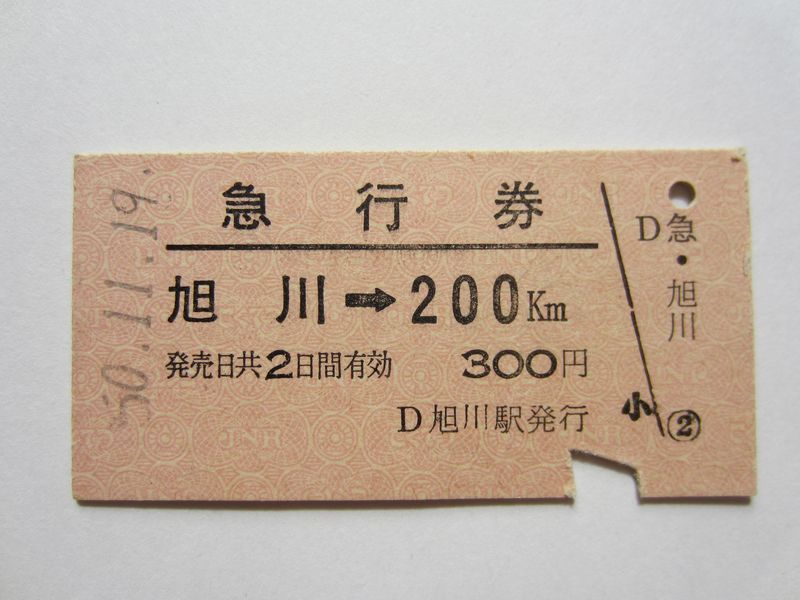 急行券
旭川➡200Km
発売日共2日間有効 300円
D旭川駅発行
50.11.19.
D急・旭川
小
②